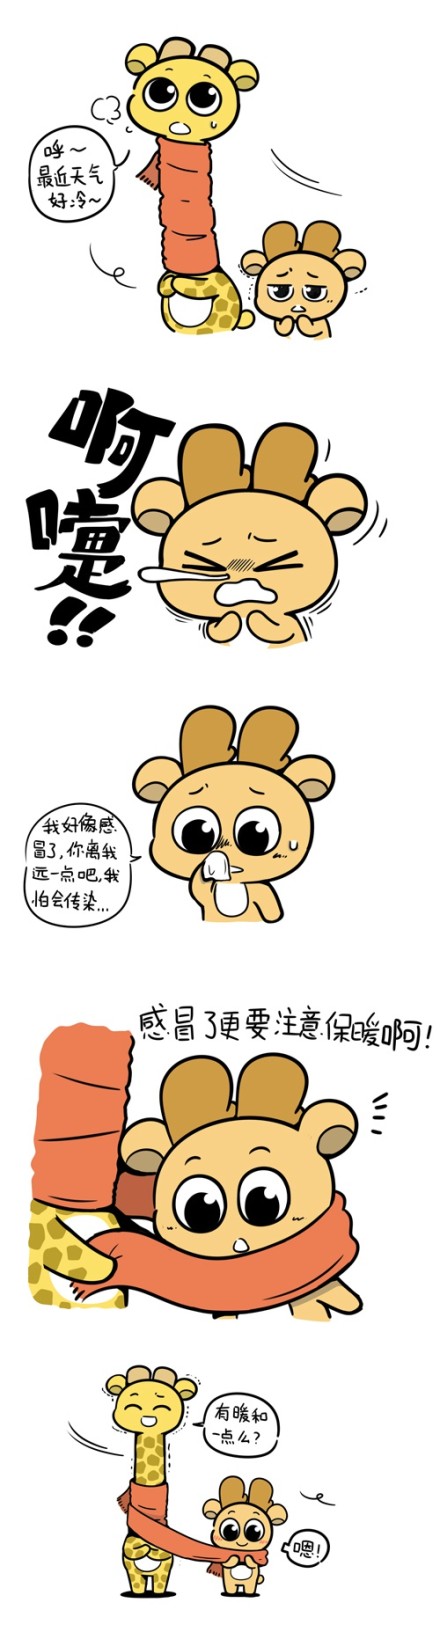 呼～
最近天气
好冷～
啊
嚏
!!
我好像感
冒了,你离我
远一点吧,我
怕会传染...
感冒了更要注意保暖啊!
有暖和
一点么?
嗯!